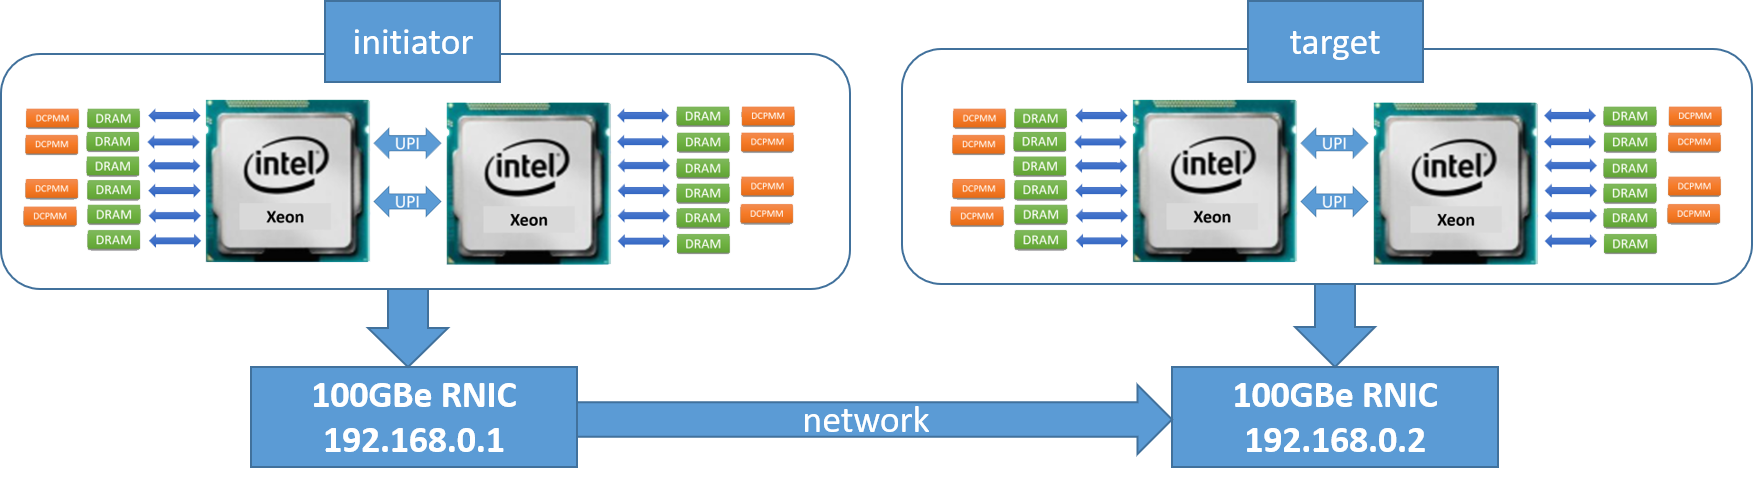 initiator
target
DCPMM DRAM DRAM DCPMM
DCPMM DRAM UPI DRAM DCPMM
DRAM intel intel DRAM
DCPMM DRAM DRAM DCPMM
DCPMM DRAM Xeon UPI Xeon DRAM DCPMM
DRAM DRAM
DCPMM DRAM DRAM DCPMM
DCPMM DRAM UPI DRAM DCPMM
DRAM intel intel DRAM
DCPMM DRAM DRAM DCPMM
DCPMM DRAM Xeon UPI Xeon DRAM DCPMM
DRAM DRAM
100GBe RNIC
192.168.0.1
network
100GBe RNIC
192.168.0.2